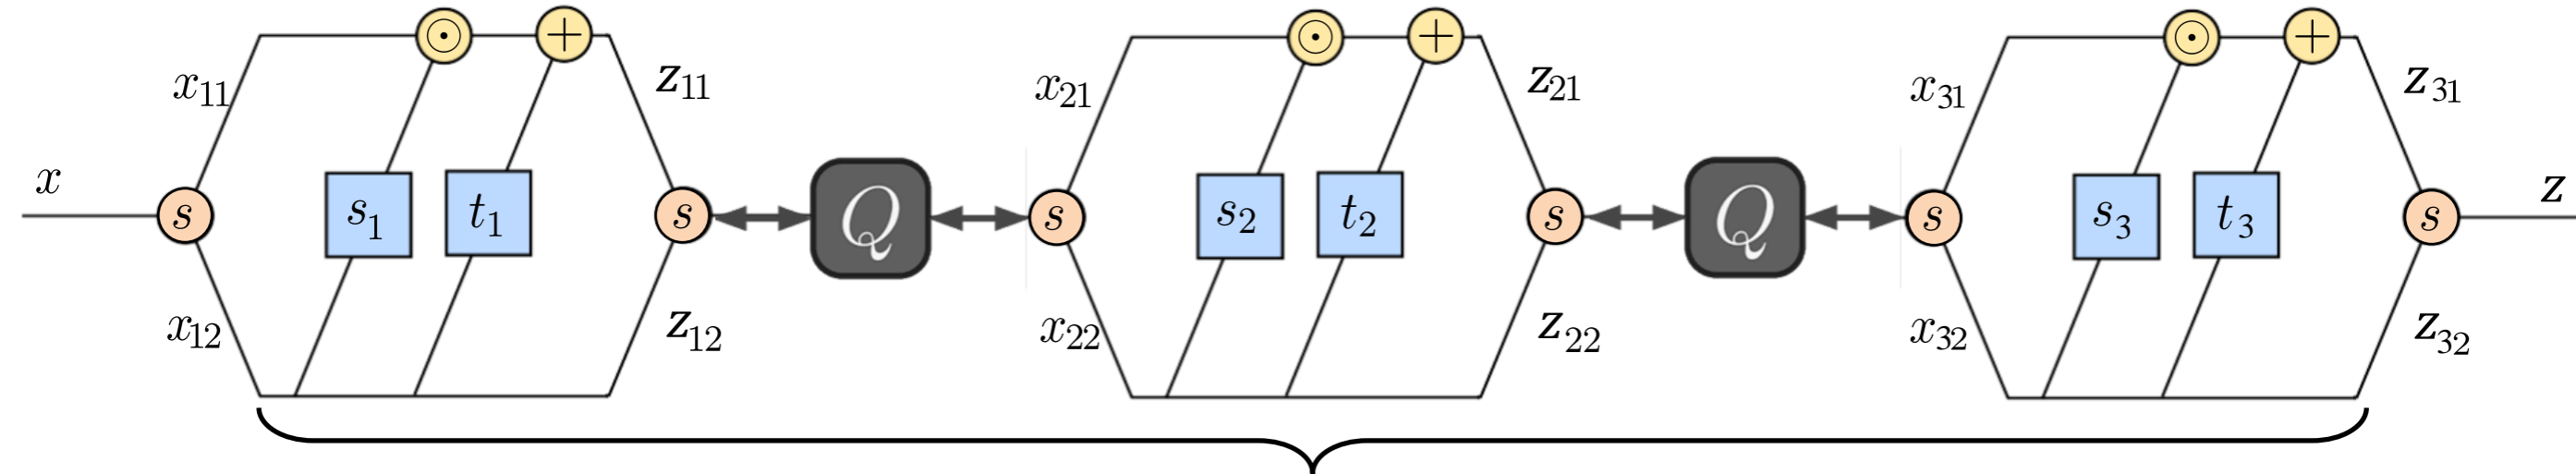 x
s
x₁₁
x₁₂
⊙
+
s₁
t₁
z₁₁
z₁₂
s
Q
s
x₂₁
x₂₂
⊙
+
s₂
t₂
z₂₁
z₂₂
s
Q
s
x₃₁
x₃₂
⊙
+
s₃
t₃
z₃₁
z₃₂
s
z